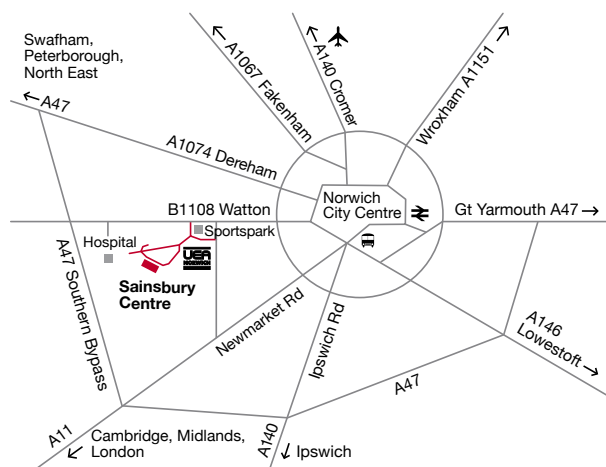 Swafham,
Peterborough,
North East
A47
A1067 Fakenham
A140 Cromer
Wroxham A1151
A1074 Dereham
Norwich
City Centre
B1108 Watton
Gt Yarmouth A47
Sportspark
Hospital
UEA
NORWICH
Sainsbury
Centre
A47 Southern Bypass
Newmarket Rd
Ipswich Rd
A146
Lowestoft
A47
A11
Cambridge, Midlands,
London
A140
Ipswich